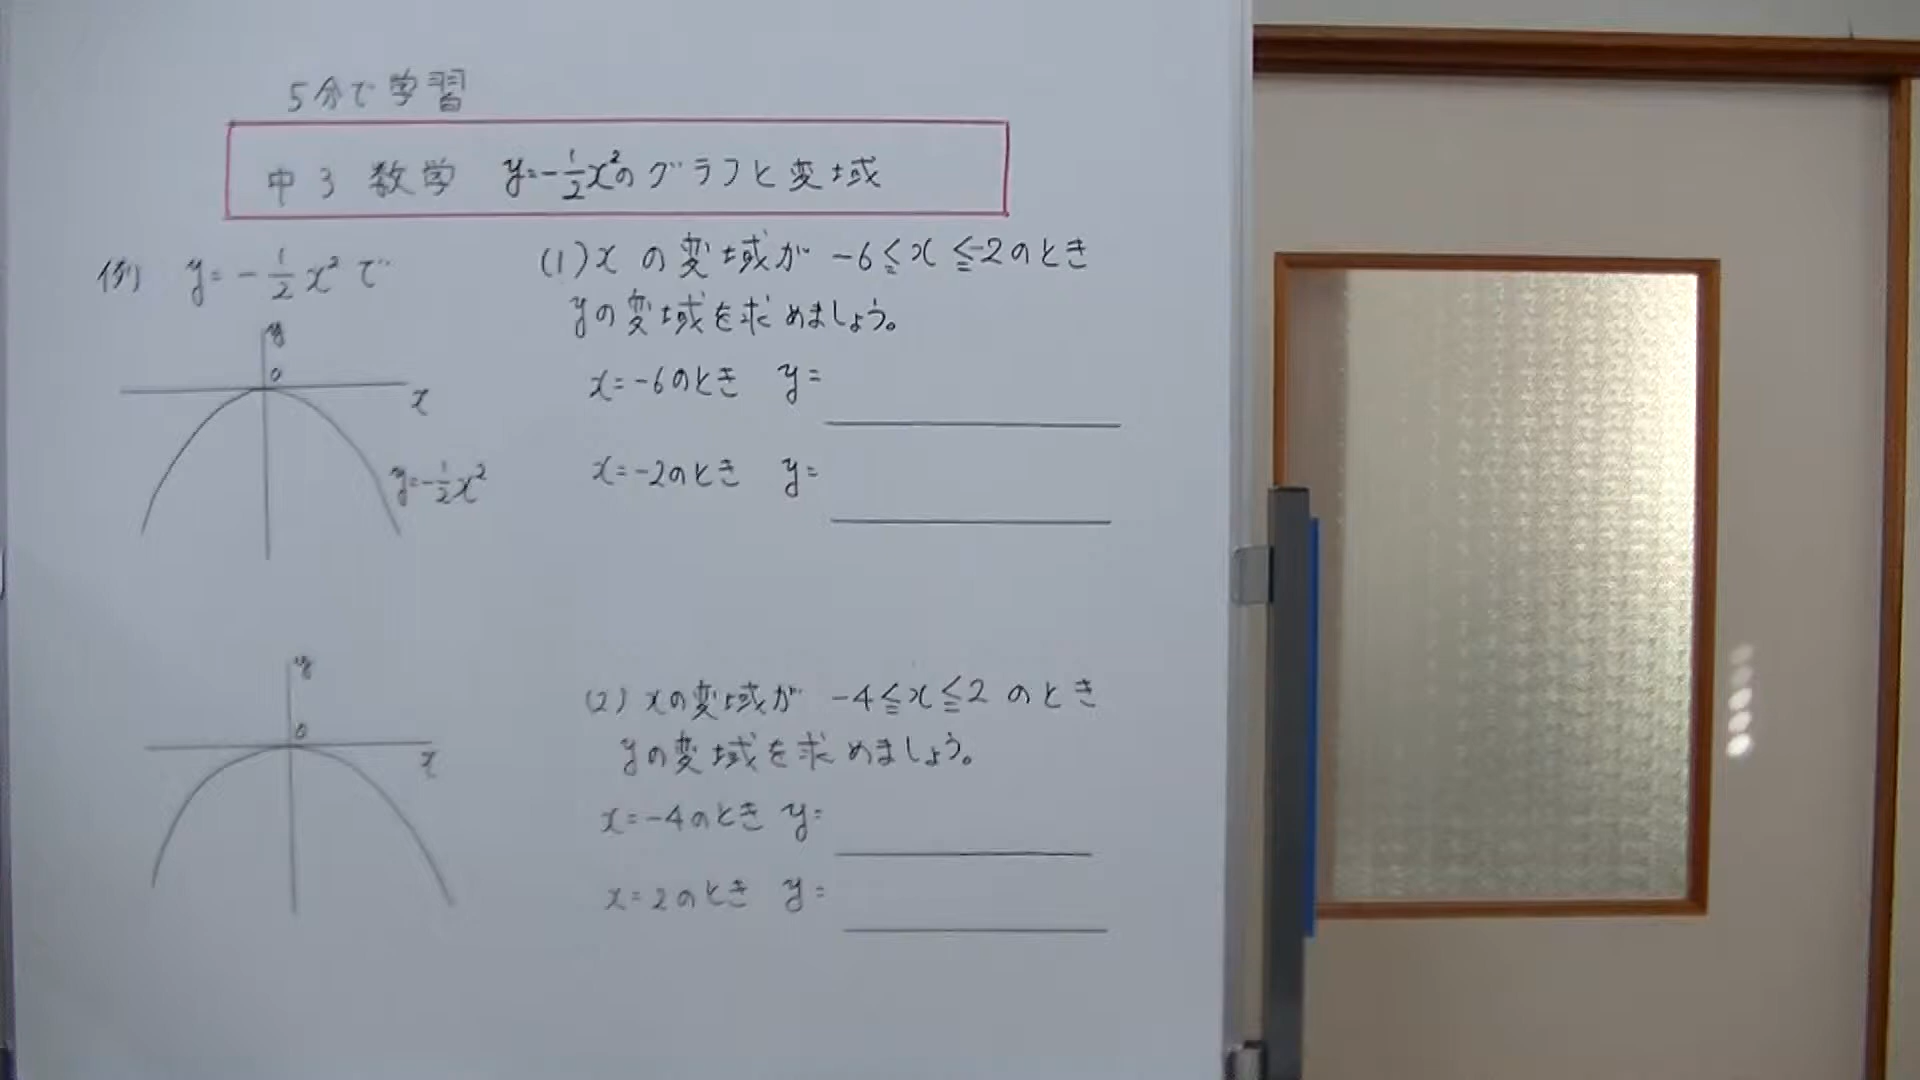 5分で学習
中3 数学 y=-1/2x²のグラフと変域
例) y=-1/2x²で
y
0
x
y=-1/2x²
(1) xの変域が -6≦x≦-2のとき
yの変域を求めましょう。
x=-6のとき y=
x=-2のとき y=
y
0
x
(2) xの変域が -4≦x≦2のとき
yの変域を求めましょう。
x=-4のとき y=
x=2のとき y=